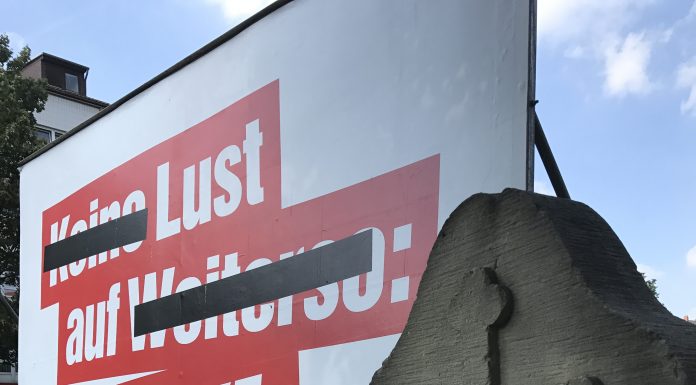 Keine Lust
auf Weiterso: